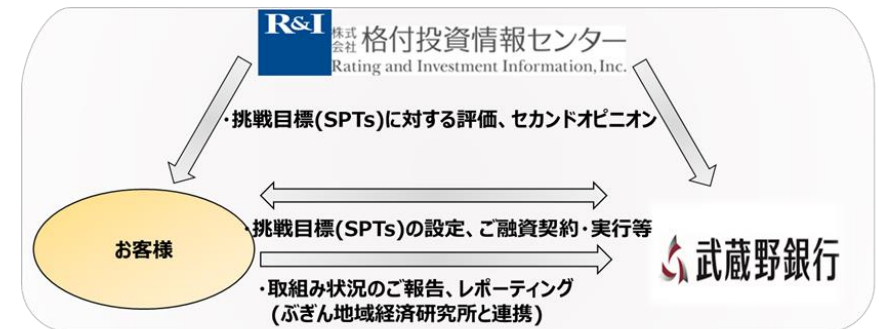 R&I 株式会社 格付投資情報センター
Rating and Investment Information, Inc.
・挑戦目標(SPTs)に対する評価、セカンドオピニオン
・挑戦目標(SPTs)の設定、ご融資契約・実行等
お客様
武蔵野銀行
・取組み状況のご報告、レポーティング
(ぶぎん地域経済研究所と連携)